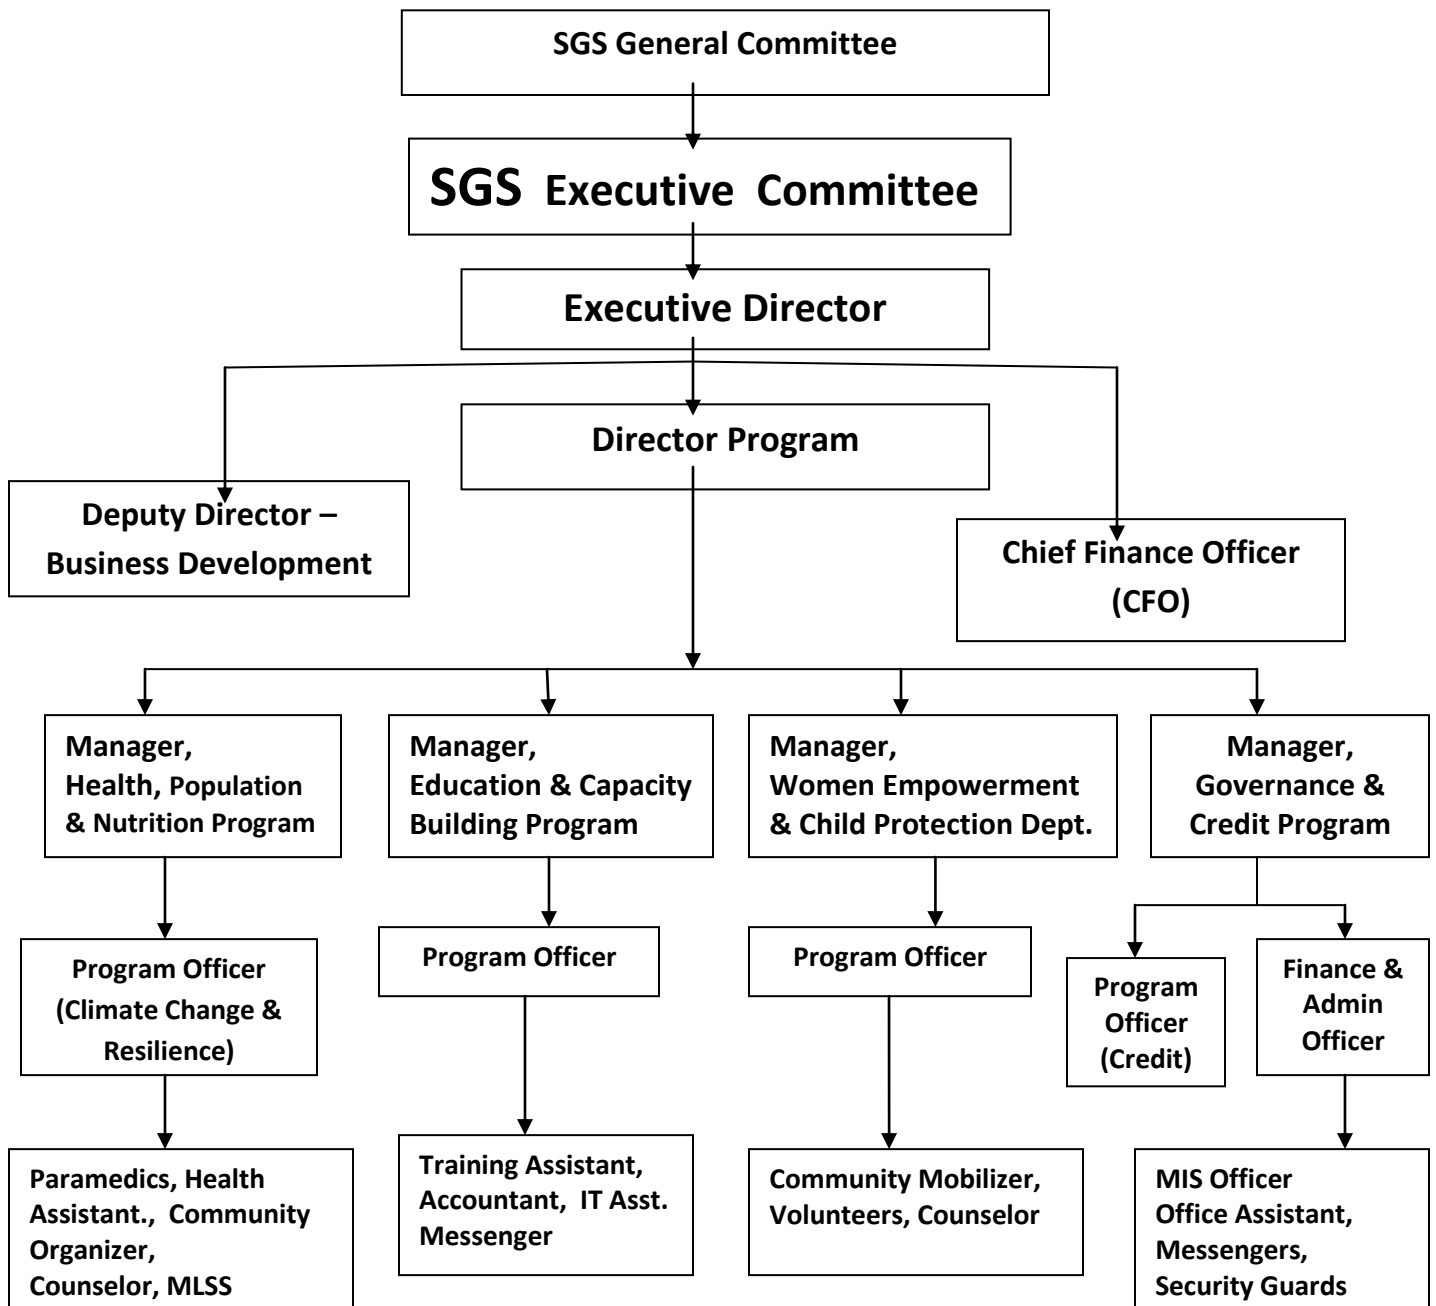 SGS General Committee
SGS Executive Committee
Executive Director
Director Program
Deputy Director –
Business Development
Chief Finance Officer
(CFO)
Manager,
Health, Population
& Nutrition Program
Manager,
Education & Capacity
Building Program
Manager,
Women Empowerment
& Child Protection Dept.
Manager,
Governance &
Credit Program
Program Officer
(Climate Change &
Resilience)
Program Officer
Program Officer
Program
Officer
(Credit)
Finance &
Admin
Officer
Paramedics, Health
Assistant., Community
Organizer,
Counselor, MLSS
Training Assistant,
Accountant, IT Asst.
Messenger
Community Mobilizer,
Volunteers, Counselor
MIS Officer
Office Assistant,
Messengers,
Security Guards